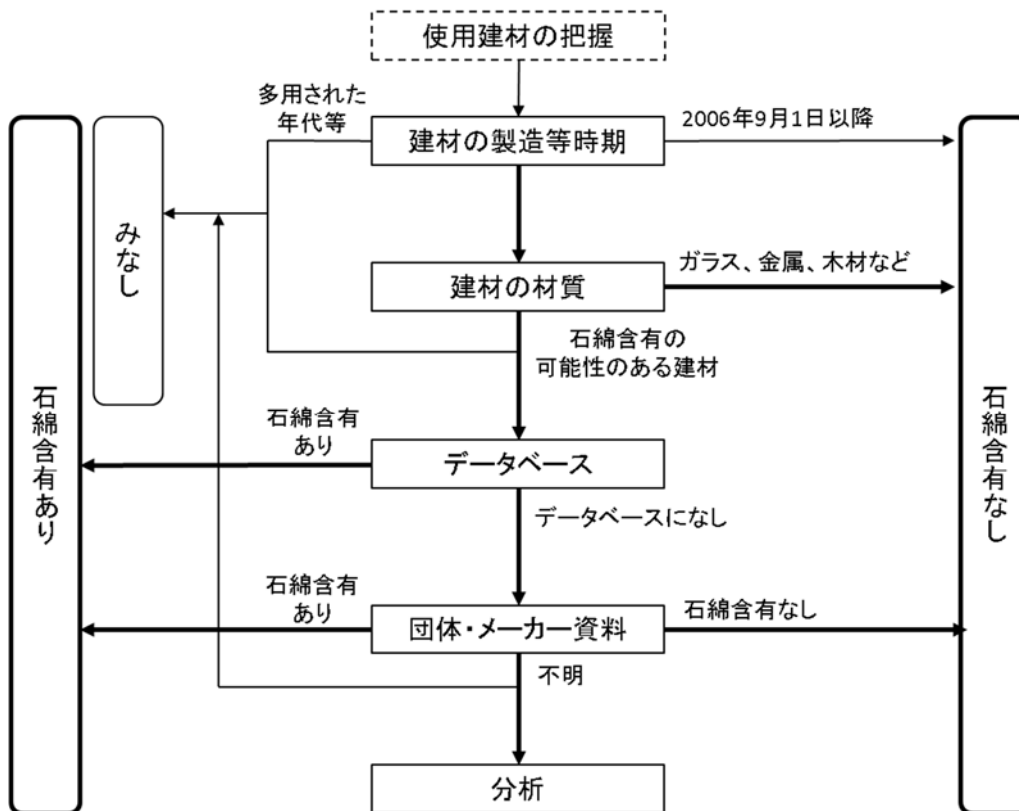 使用建材の把握
多用された
年代等
建材の製造等時期
2006年9月1日以降
みなし
建材の材質
ガラス、金属、木材など
石綿含有の
可能性のある建材
石綿含有あり
石綿含有なし
石綿含有
あり
データベース
データベースになし
石綿含有
あり
団体・メーカー資料
石綿含有なし
不明
分析